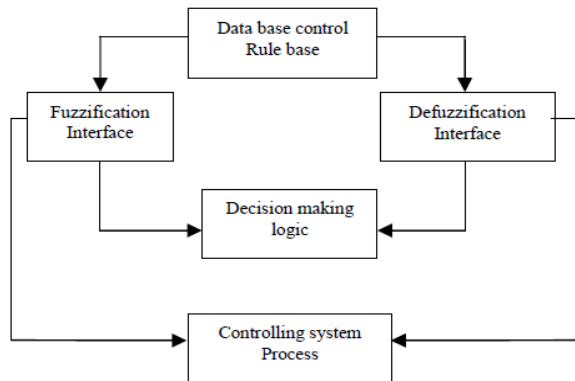 Data base control
Rule base
Fuzzification
Interface
Defuzzification
Interface
Decision making
logic
Controlling system
Process